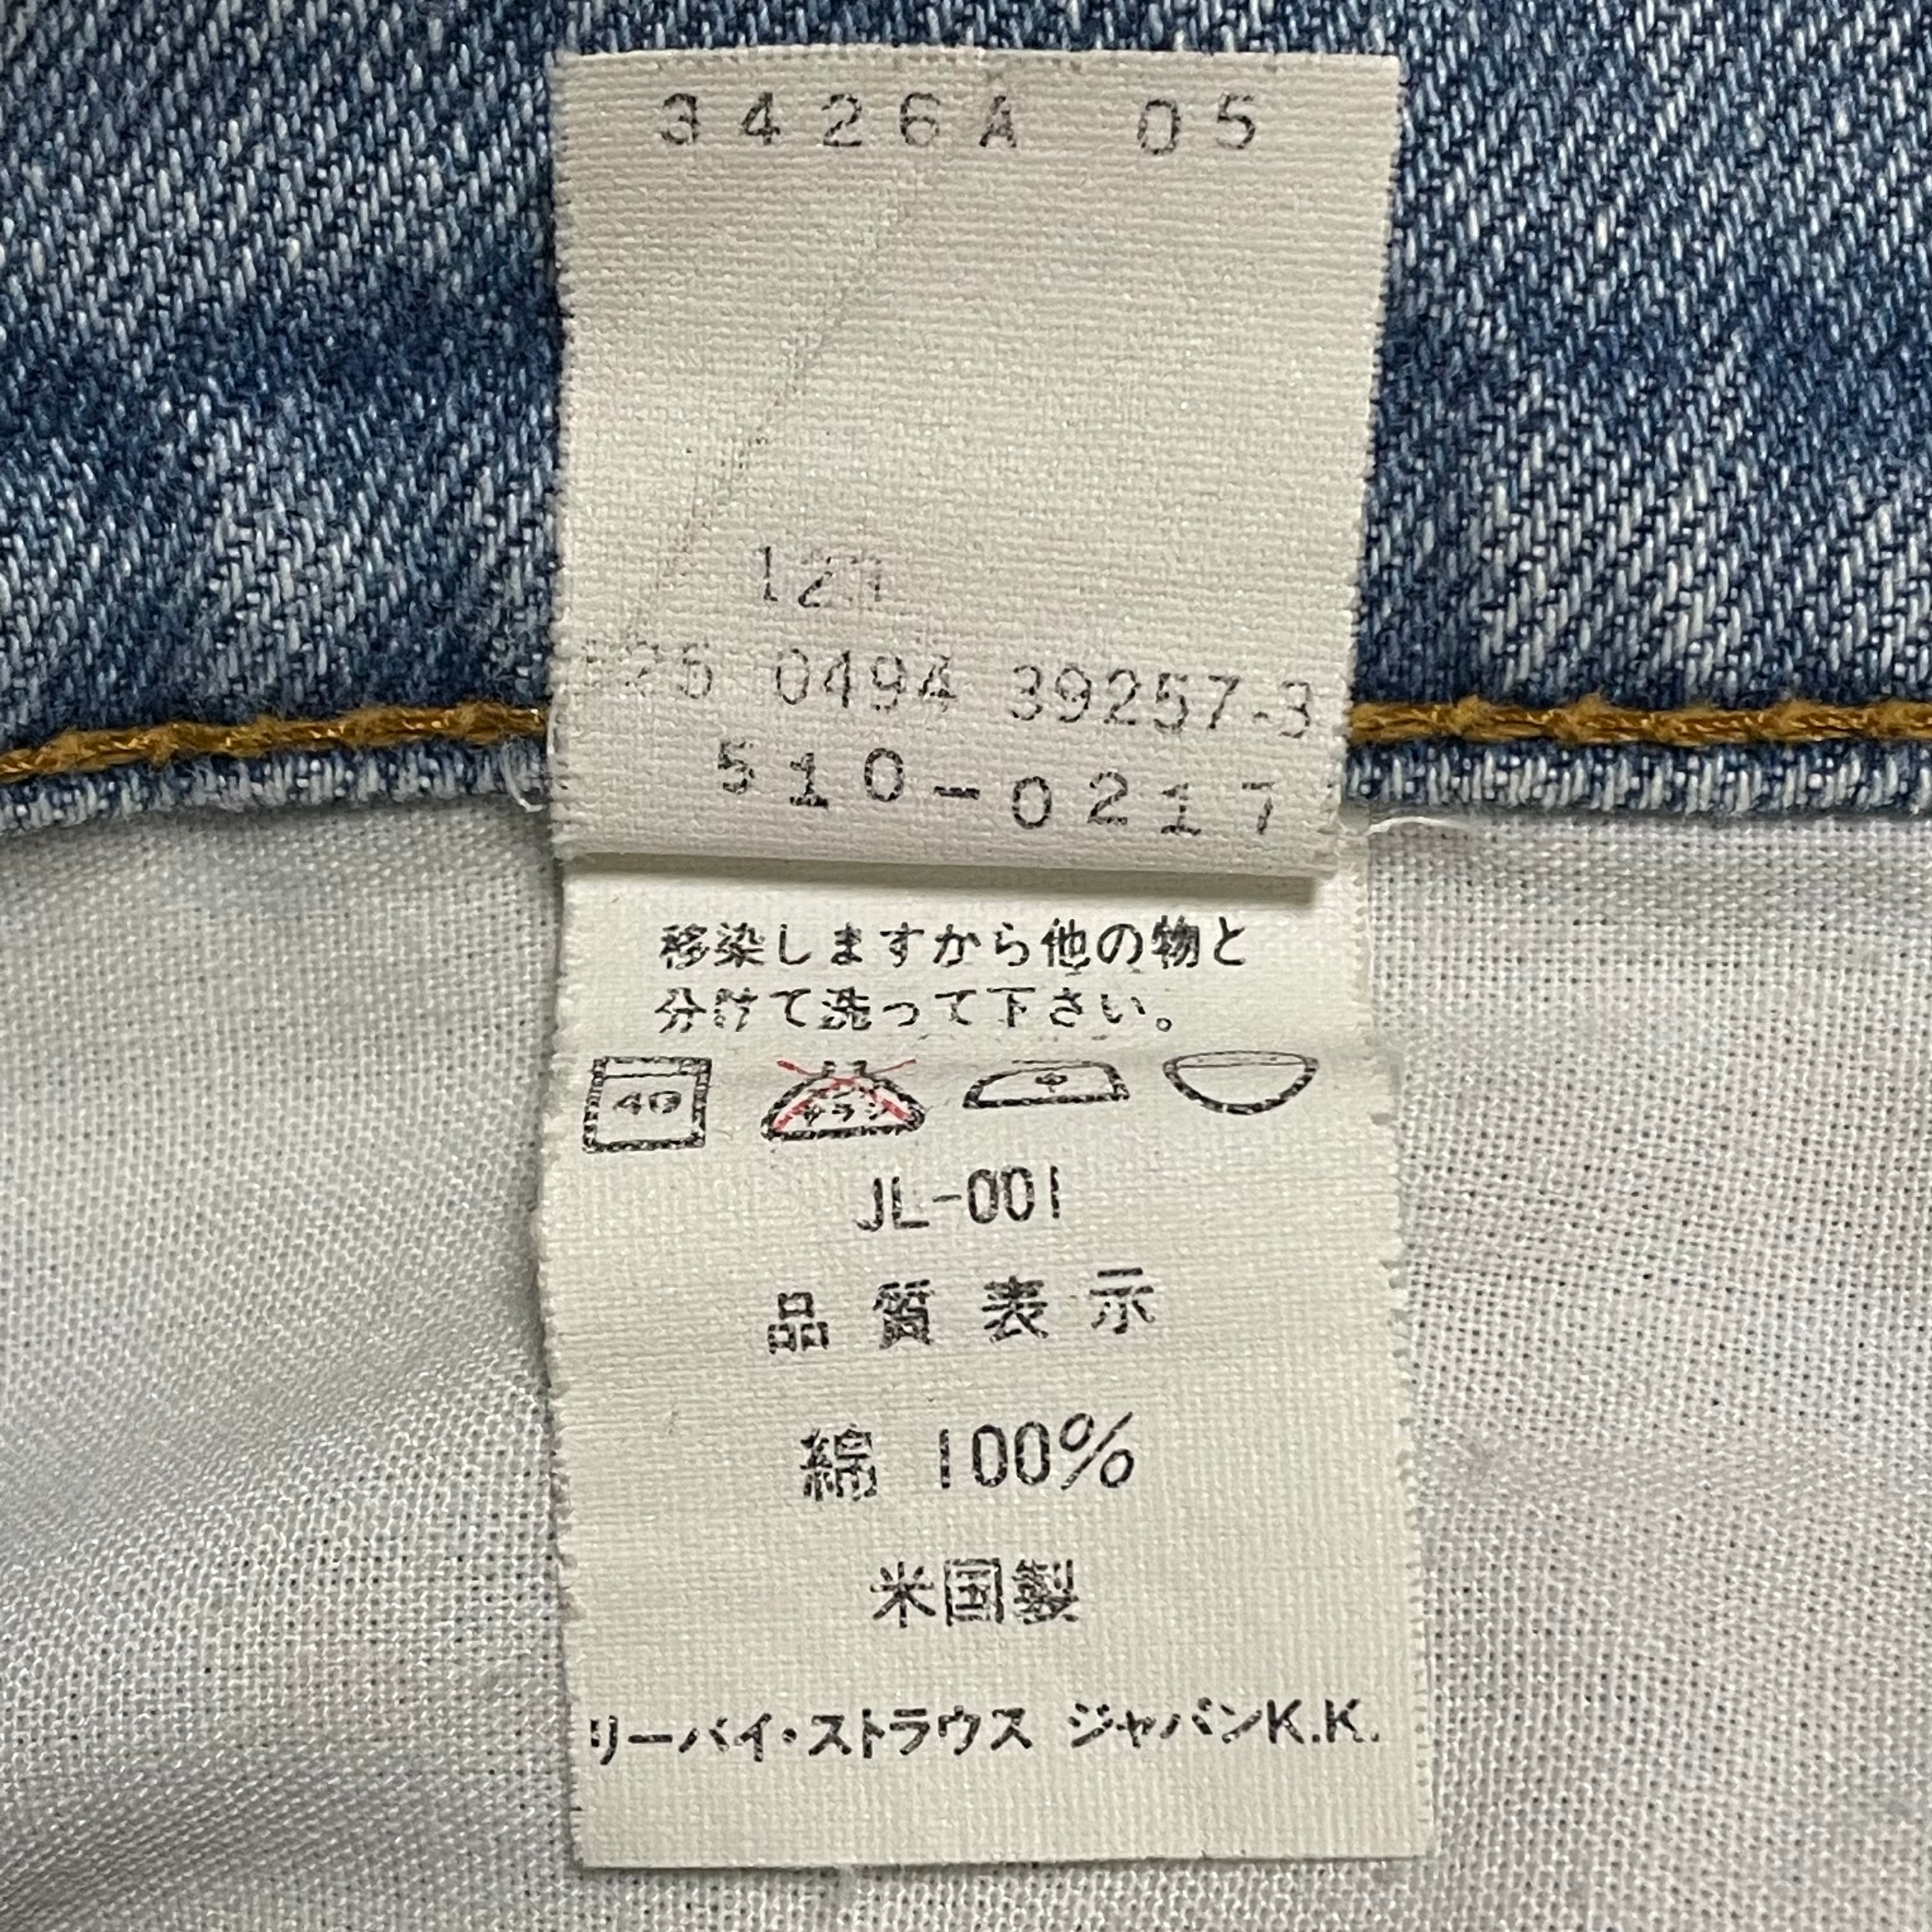 3426A 05
0494 39257-3
510-0217
移染しますから他の物と
分けて洗って下さい。
40 中
JL-001
品質表示
綿 100%
米国製
リーバイ・ストラウス ジャパンK.K.